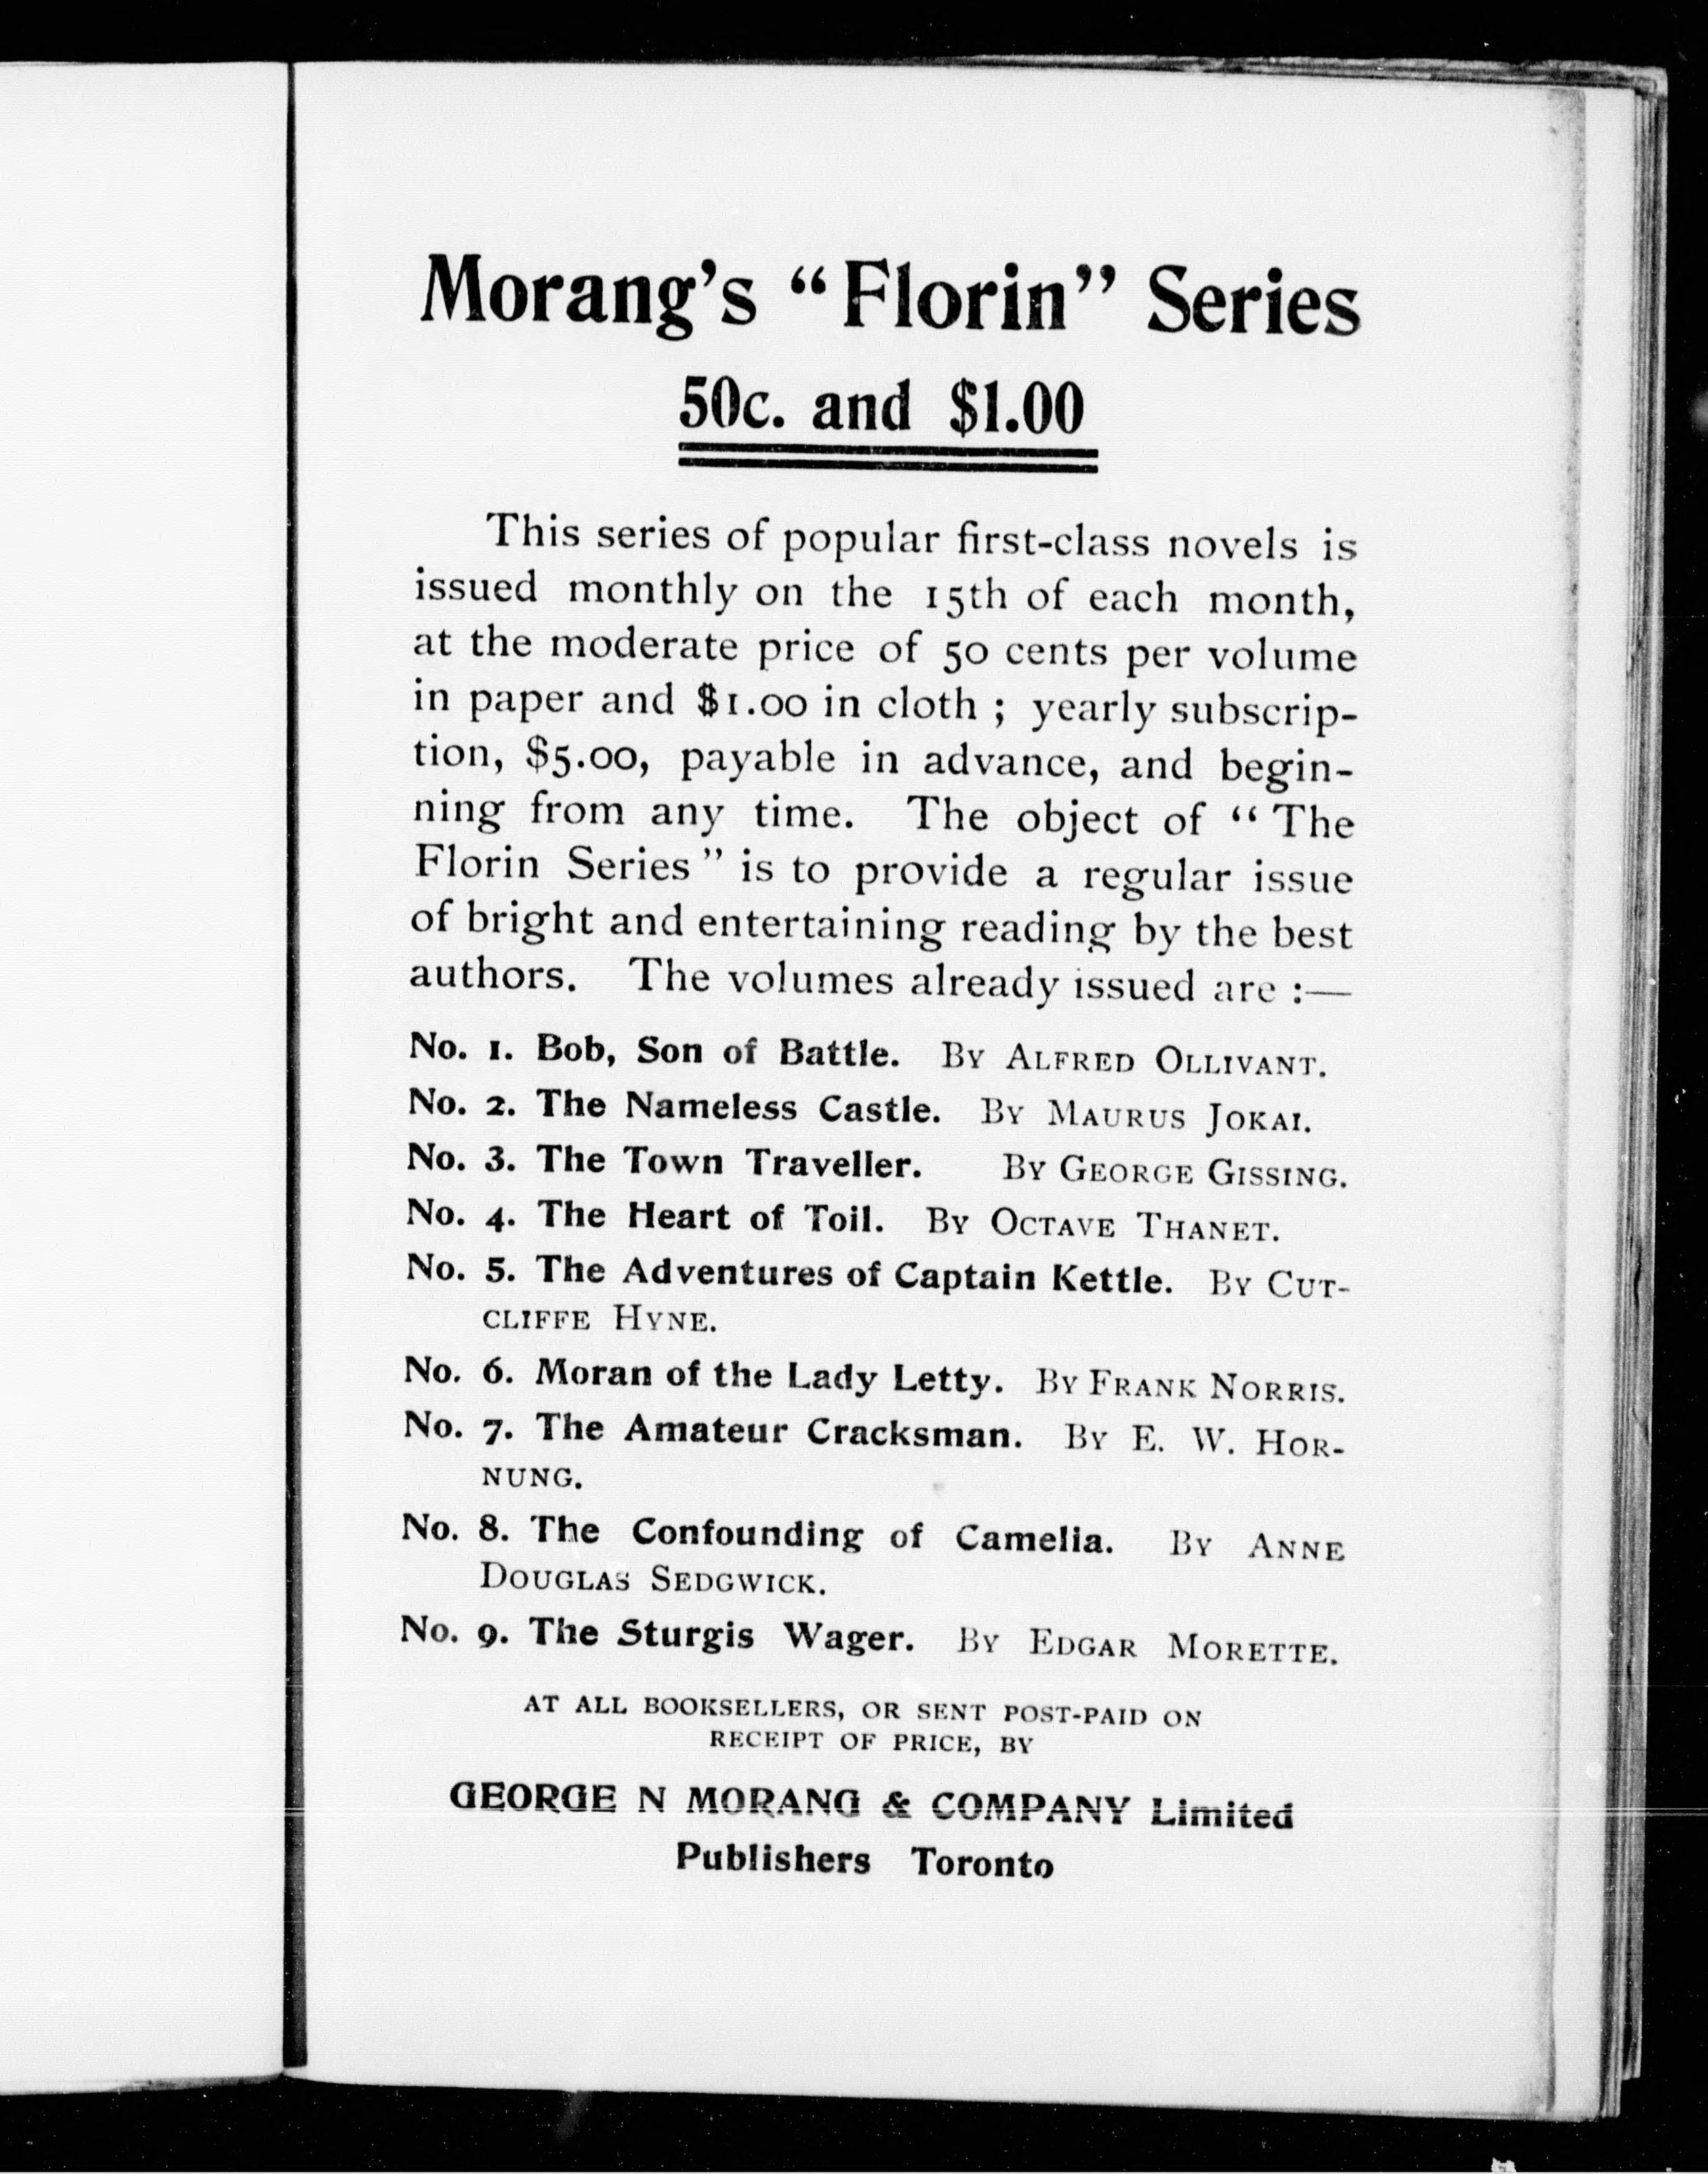 Morang's “Florin” Series
50c. and $1.00
This series of popular first-class novels is
issued monthly on the 15th of each month,
at the moderate price of 50 cents per volume
in paper and $1.00 in cloth ; yearly subscrip-
tion, $5.00, payable in advance, and begin-
ning from any time. The object of “ The
Florin Series ” is to provide a regular issue
of bright and entertaining reading by the best
authors. The volumes already issued are :—
No. 1. Bob, Son of Battle. By Alfred Ollivant.
No. 2. The Nameless Castle. By Maurus Jokai.
No. 3. The Town Traveller. By George Gissing.
No. 4. The Heart of Toil. By Octave Thanet.
No. 5. The Adventures of Captain Kettle. By Cut-
cliffe Hyne.
No. 6. Moran of the Lady Letty. By Frank Norris.
No. 7. The Amateur Cracksman. By E. W. Hor-
nung.
No. 8. The Confounding of Camelia. By Anne
Douglas Sedgwick.
No. 9. The Sturgis Wager. By Edgar Morette.
AT ALL BOOKSELLERS, OR SENT POST-PAID ON
RECEIPT OF PRICE, BY
GEORGE N MORANG & COMPANY Limited
Publishers Toronto